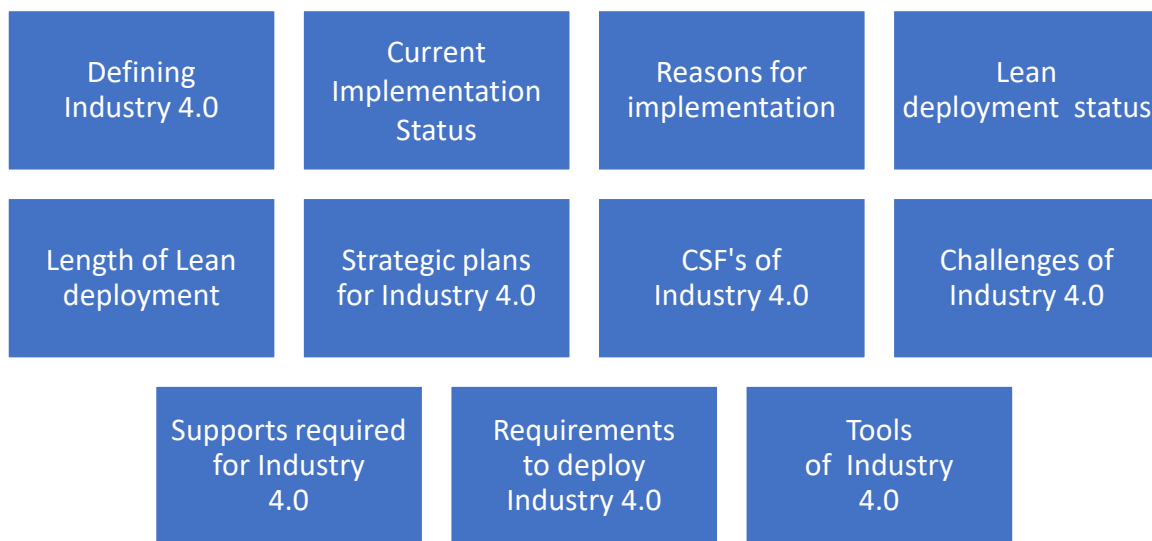 Defining
Industry 4.0
Current
Implementation
Status
Reasons for
implementation
Lean
deployment status
Length of Lean
deployment
Strategic plans
for Industry 4.0
CSF's of
Industry 4.0
Challenges of
Industry 4.0
Supports required
for Industry
4.0
Requirements
to deploy
Industry 4.0
Tools
of Industry
4.0